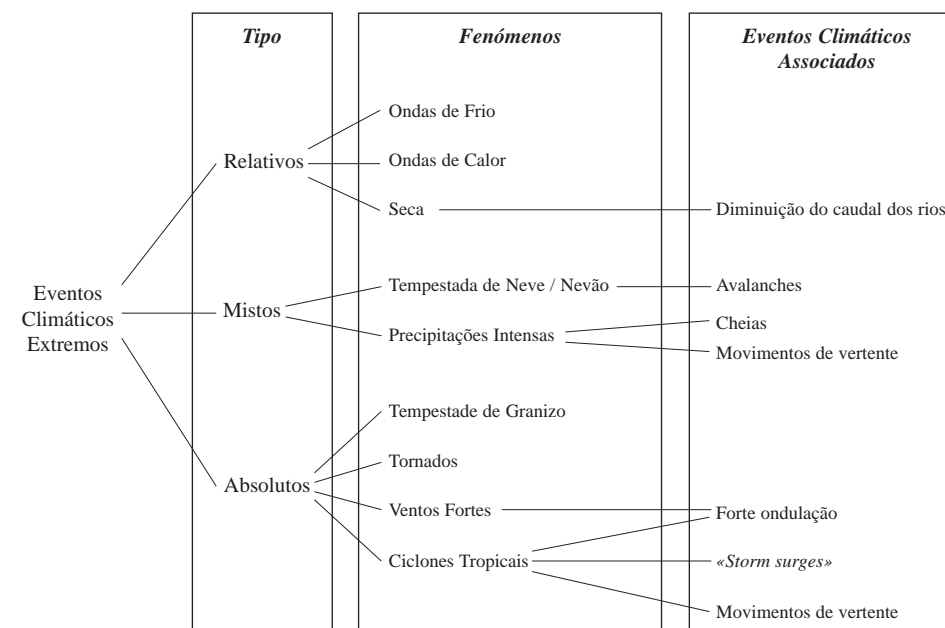 Tipo
Fenómenos
Eventos Climáticos
Associados
Ondas de Frio
Relativos
Ondas de Calor
Seca
Diminuição do caudal dos rios
Eventos
Climáticos
Extremos
Mistos
Tempestada de Neve / Nevão
Avalanches
Precipitações Intensas
Cheias
Movimentos de vertente
Absolutos
Tempestade de Granizo
Tornados
Ventos Fortes
Forte ondulação
Ciclones Tropicais
«Storm surges»
Movimentos de vertente